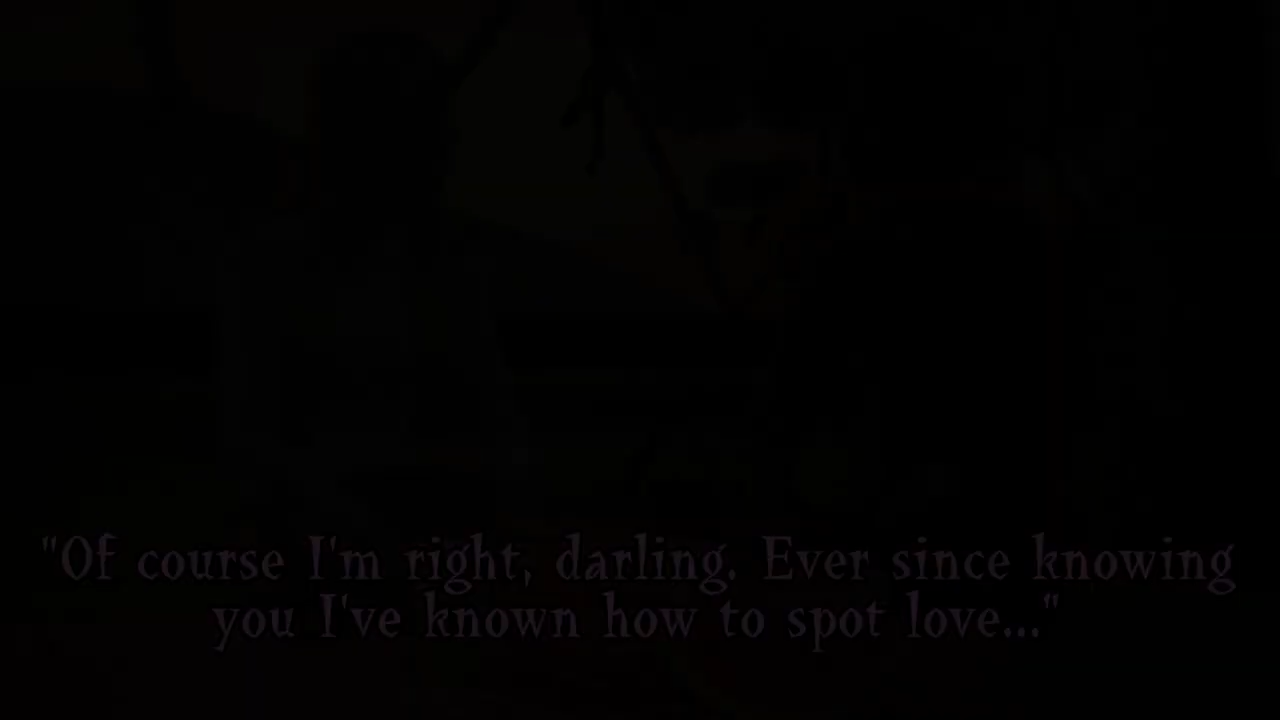 "Of course I'm right, darling. Ever since knowing
you I've known how to spot love..."